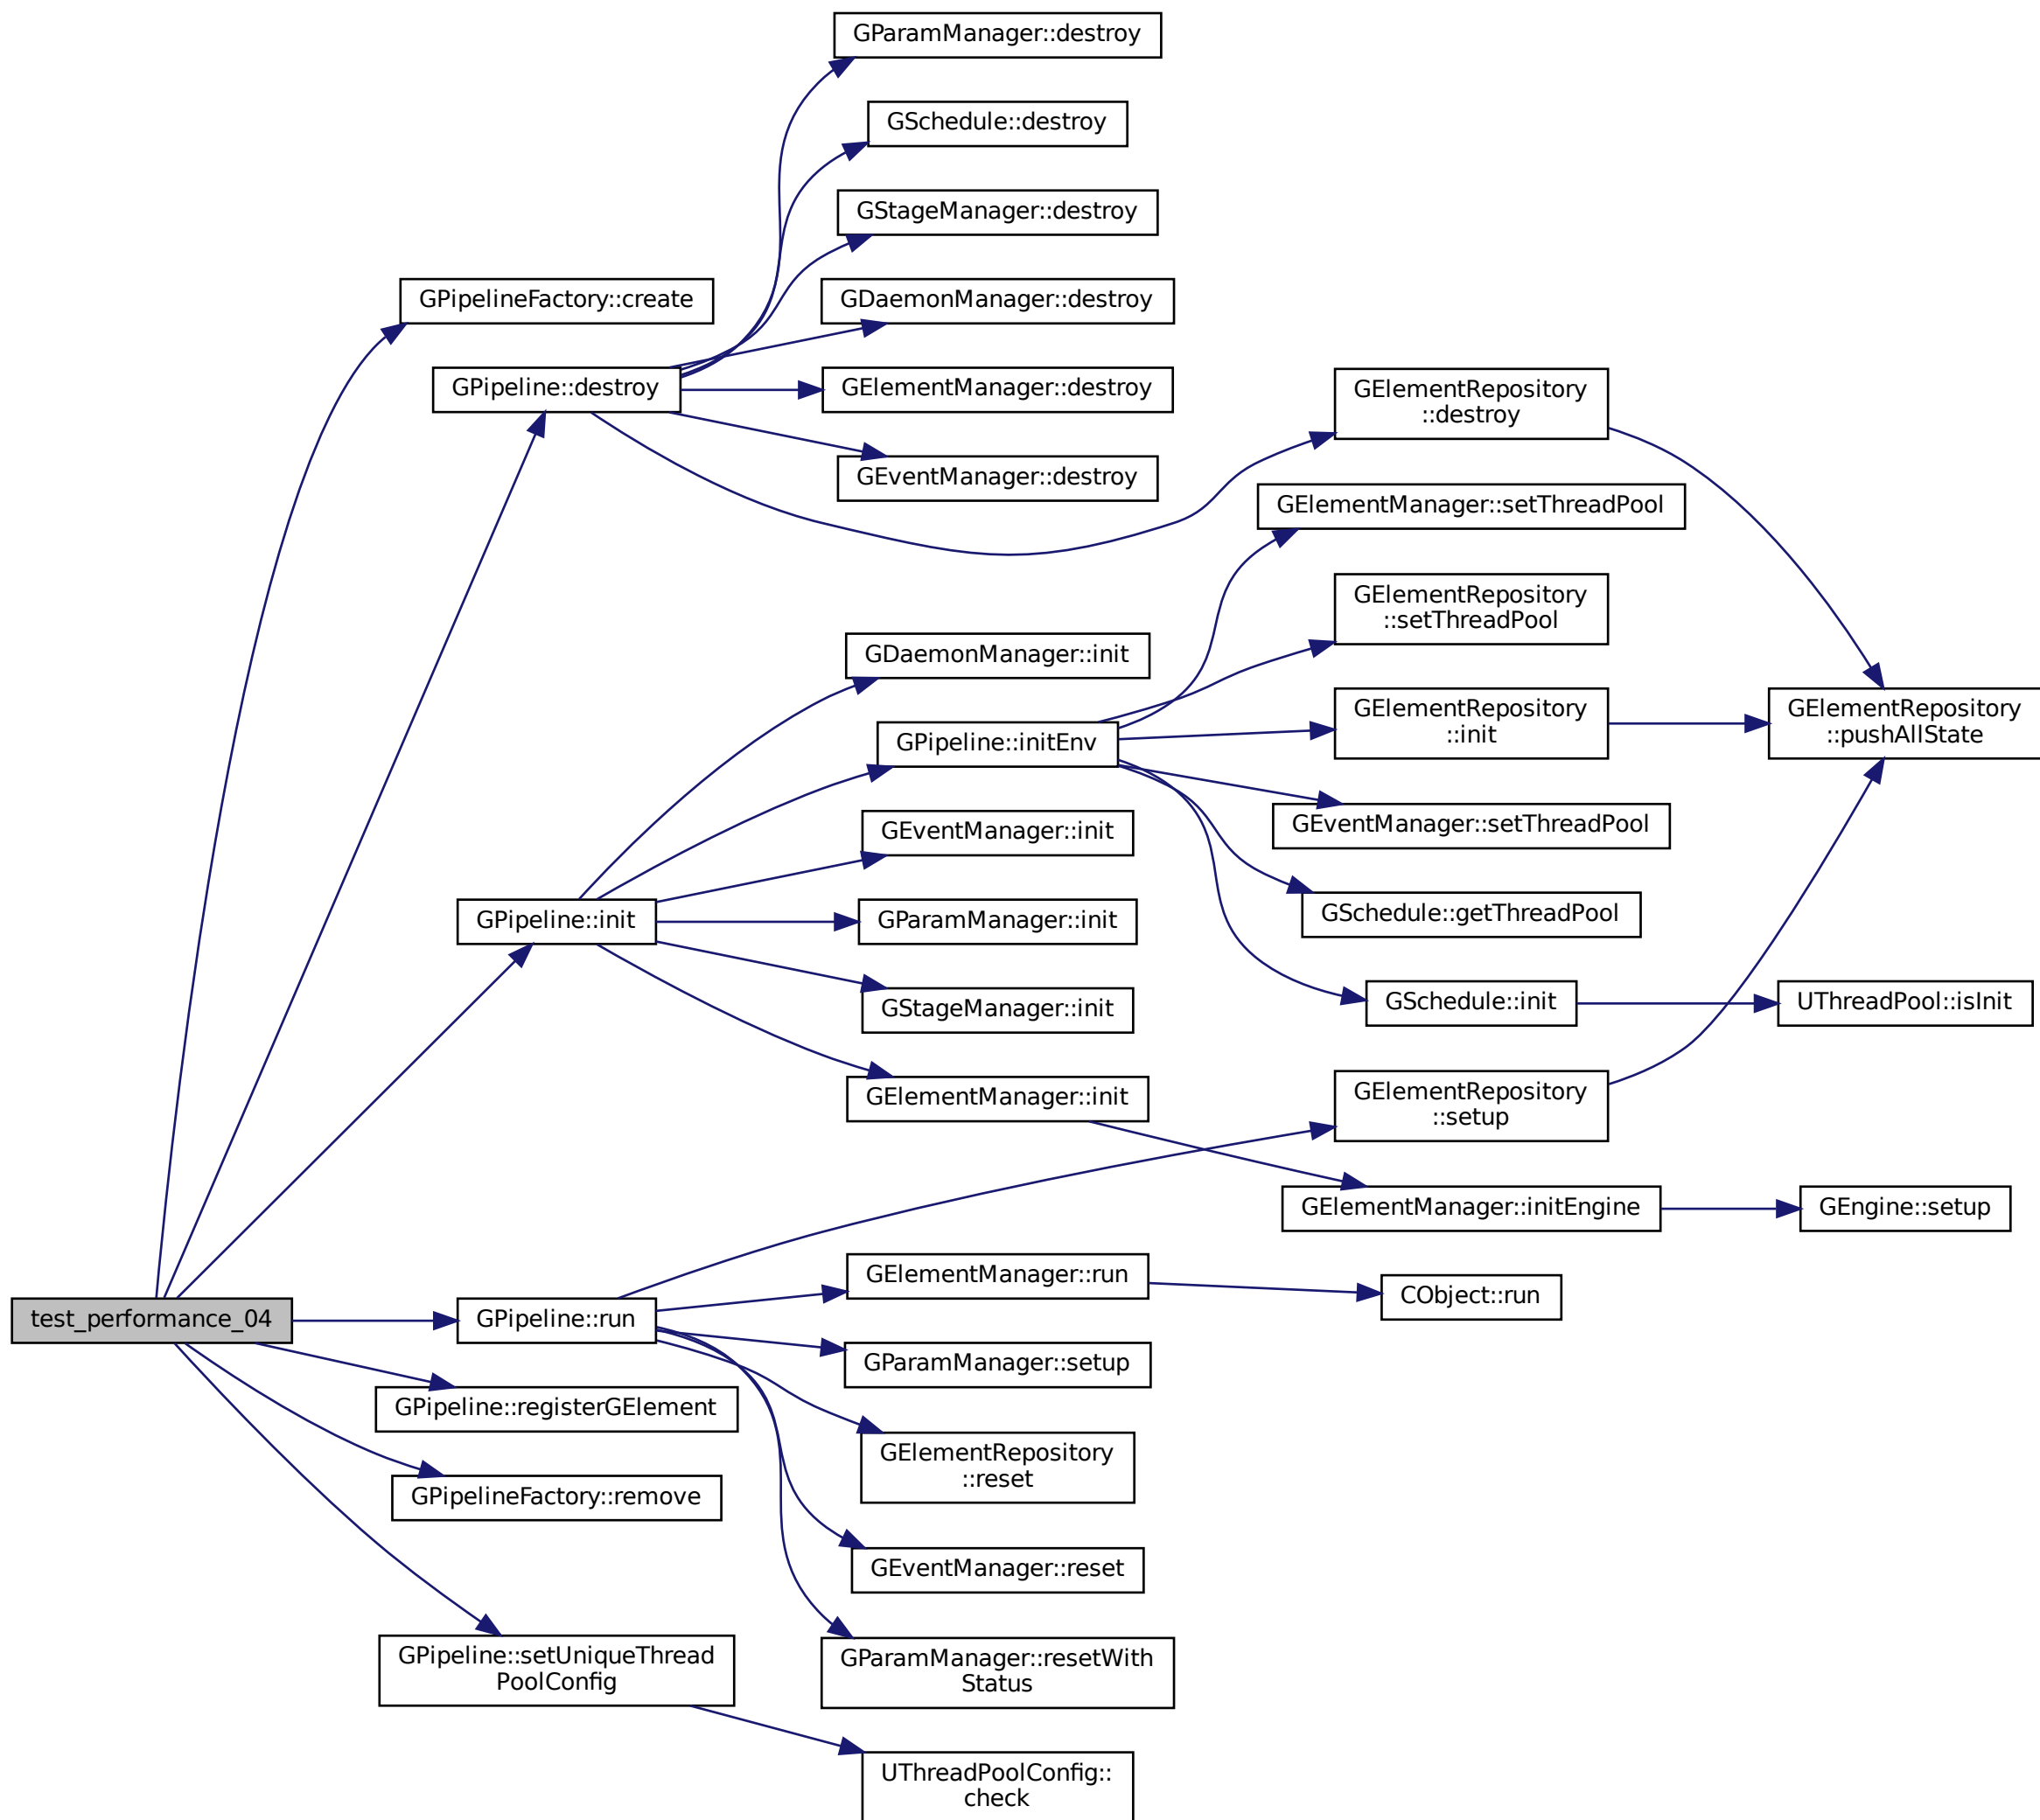 GParamManager::destroy
GSchedule::destroy
GStageManager::destroy
GPipelineFactory::create
GDaemonManager::destroy
GPipeline::destroy
GElementManager::destroy
GElementRepository
::destroy
GEventManager::destroy
GElementManager::setThreadPool
GElementRepository
::setThreadPool
GDaemonManager::init
GPipeline::initEnv
GElementRepository
::init
GElementRepository
::pushAllState
GEventManager::init
GEventManager::setThreadPool
GPipeline::init
GParamManager::init
GSchedule::getThreadPool
GStageManager::init
GSchedule::init
UThreadPool::isInit
GElementManager::init
GElementRepository
::setup
GElementManager::initEngine
GEngine::setup
GElementManager::run
CObject::run
test_performance_04
GPipeline::run
GParamManager::setup
GPipeline::registerGElement
GElementRepository
::reset
GPipelineFactory::remove
GEventManager::reset
GPipeline::setUniqueThread
PoolConfig
GParamManager::resetWith
Status
UThreadPoolConfig::
check